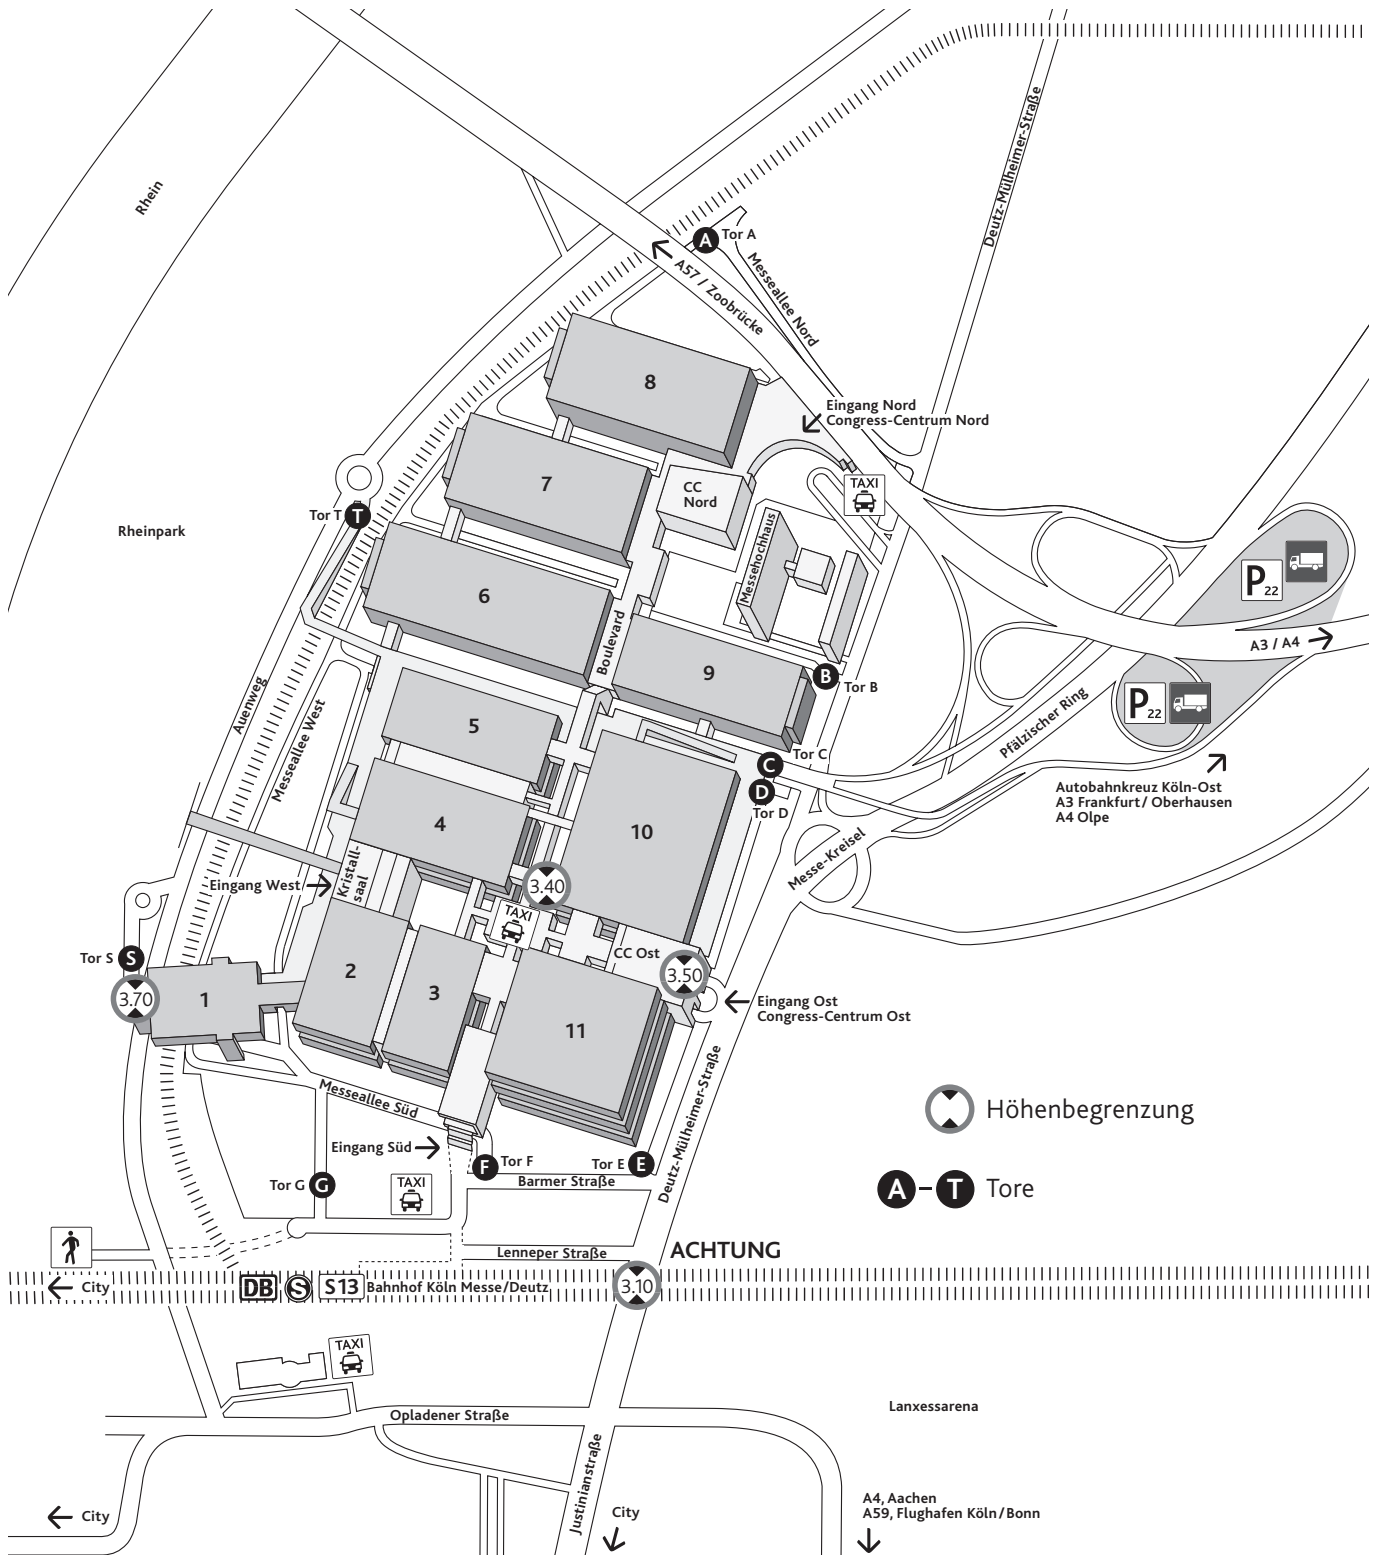 Deutz-Mülheimer-Straße
Rhein
A
Tor A
A57 / Zoobrücke
Messeallee Nord
8
Eingang Nord
Congress-Centrum Nord
7
CC
Nord
TAXI
Tor T
T
Rheinpark
Messehochhaus
P22
6
Boulevard
A3 / A4
9
B
Tor B
P22
Auenweg
Messeallee West
5
Pfälzischer Ring
Tor C
C
D
Tor D
Autobahnkreuz Köln-Ost
A3 Frankfurt / Oberhausen
A4 Olpe
4
10
Messe-Kreisel
Kristall-
saal
Eingang West
3.40
TAXI
CC Ost
Tor S
S
3.70
1
2
3
3.50
Eingang Ost
Congress-Centrum Ost
11
Deutz-Mülheimer-Straße
Messeallee Süd
Höhenbegrenzung
Eingang Süd
F
Tor F
Tor E
E
Tor G
G
TAXI
Barmer Straße
A – T Tore
Lenneper Straße
ACHTUNG
City
DB
S
S13
Bahnhof Köln Messe/Deutz
3.10
TAXI
Opladener Straße
Lanxessarena
Justinianstraße
City
City
A4, Aachen
A59, Flughafen Köln/Bonn